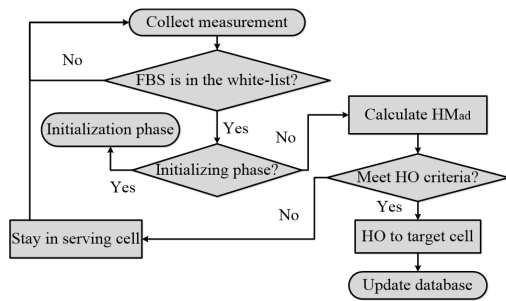 Collect measurement
No
FBS is in the white-list?
Yes
Initialization phase
No
Calculate HMad
Initializing phase?
Yes
Meet HO criteria?
No
Yes
Stay in serving cell
HO to target cell
Update database